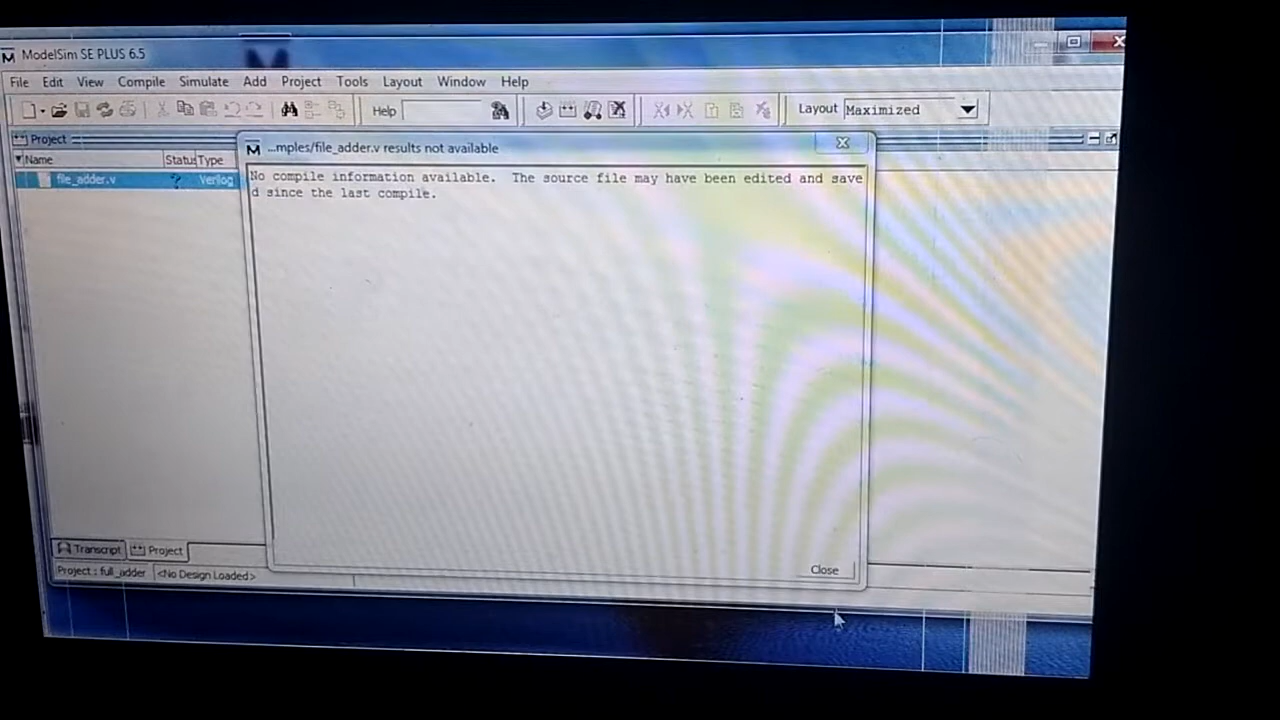 ModelSim SE PLUS 6.5
File Edit View Compile Simulate Add Project Tools Layout Window Help
Help Layout Maximized
Project
Name Status Type
file_adder.v ? Verilog
...mples/file_adder.v results not available
No compile information available. The source file may have been edited and save
d since the last compile.
Close
Transcript Project
Project : full_adder <No Design Loaded>